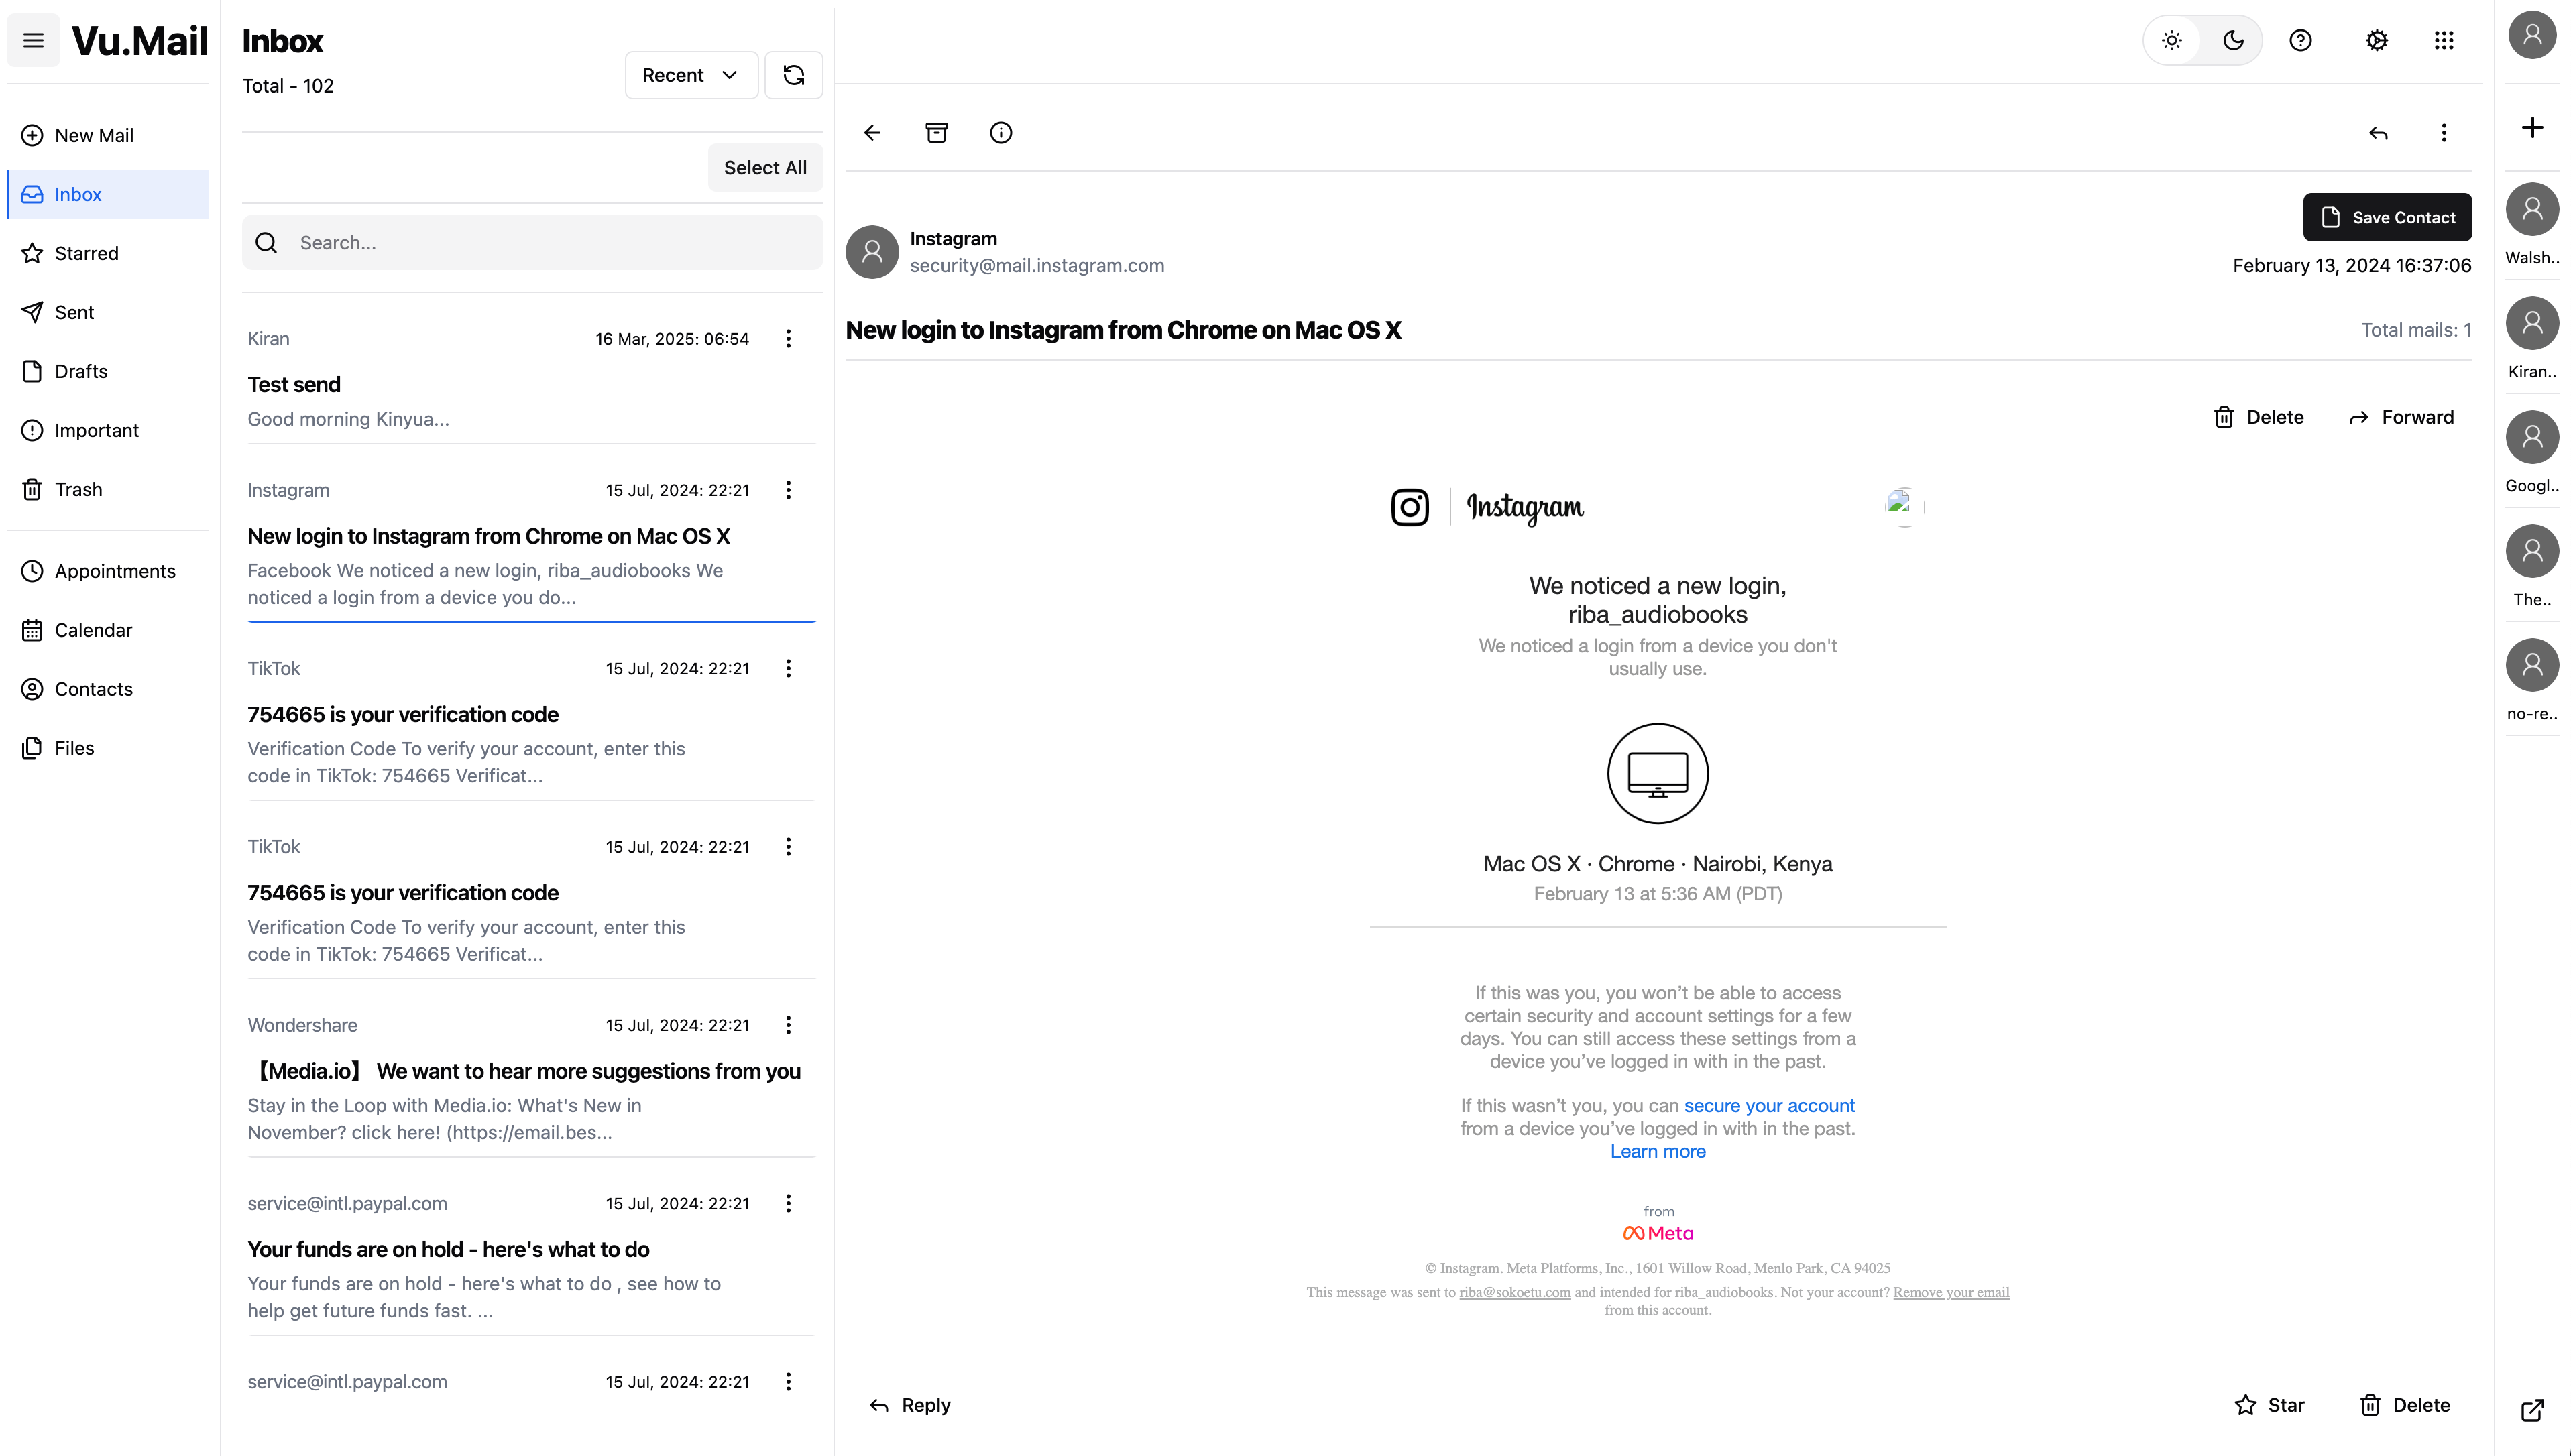 Vu.Mail
New Mail
Inbox
Starred
Sent
Drafts
Important
Trash
Appointments
Calendar
Contacts
Files
Inbox
Total - 102
Recent
Select All
Search...
Kiran 16 Mar, 2025: 06:54
Test send
Good morning Kinyua...
Instagram 15 Jul, 2024: 22:21
New login to Instagram from Chrome on Mac OS X
Facebook We noticed a new login, riba_audiobooks We
noticed a login from a device you do...
TikTok 15 Jul, 2024: 22:21
754665 is your verification code
Verification Code To verify your account, enter this
code in TikTok: 754665 Verificat...
TikTok 15 Jul, 2024: 22:21
754665 is your verification code
Verification Code To verify your account, enter this
code in TikTok: 754665 Verificat...
Wondershare 15 Jul, 2024: 22:21
【Media.io】 We want to hear more suggestions from you
Stay in the Loop with Media.io: What's New in
November? click here! (https://email.bes...
service@intl.paypal.com 15 Jul, 2024: 22:21
Your funds are on hold - here's what to do
Your funds are on hold - here's what to do , see how to
help get future funds fast. ...
service@intl.paypal.com 15 Jul, 2024: 22:21
Save Contact
Instagram
security@mail.instagram.com
February 13, 2024 16:37:06
New login to Instagram from Chrome on Mac OS X
Total mails: 1
Delete
Forward
Instagram
We noticed a new login,
riba_audiobooks
We noticed a login from a device you don't
usually use.
Mac OS X · Chrome · Nairobi, Kenya
February 13 at 5:36 AM (PDT)
If this was you, you won’t be able to access
certain security and account settings for a few
days. You can still access these settings from a
device you’ve logged in with in the past.
If this wasn’t you, you can secure your account
from a device you’ve logged in with in the past.
Learn more
from
Meta
© Instagram. Meta Platforms, Inc., 1601 Willow Road, Menlo Park, CA 94025
This message was sent to riba@sokoetu.com and intended for riba_audiobooks. Not your account? Remove your email
from this account.
Reply
Star
Delete
Walsh..
Kiran..
Googl..
The..
no-re..